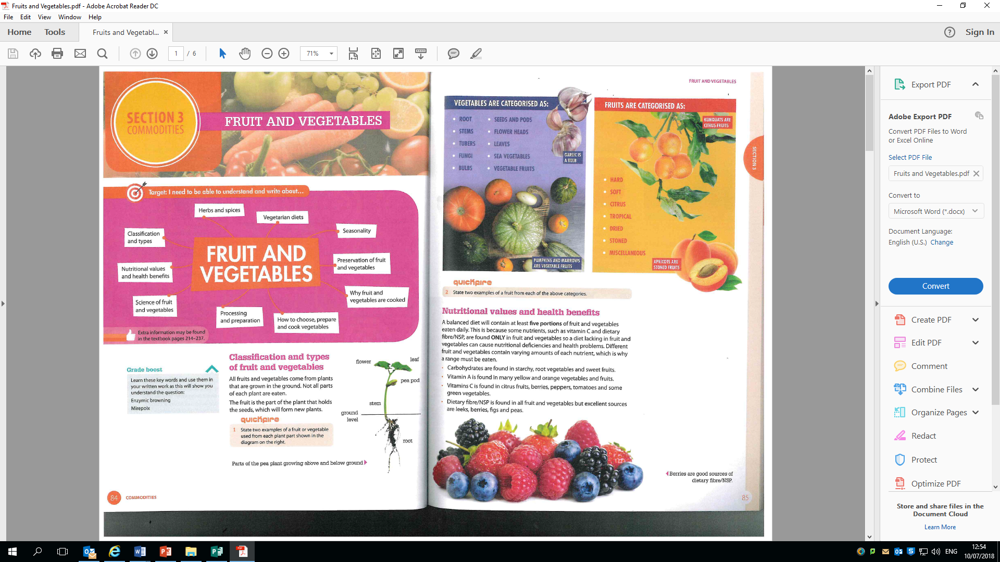 Fruits and Vegetables.pdf - Adobe Acrobat Reader DC
File Edit View Window Help
Home Tools Fruits and Vegetabl... ×
Sign In
1 / 6
71%
SECTION 3
COMMODITIES
FRUIT AND VEGETABLES
Target: I need to be able to understand and write about...
Herbs and spices
Vegetarian diets
Seasonality
Classification
and types
Preservation of fruit
and vegetables
FRUIT AND
VEGETABLES
Nutritional values
and health benefits
Why fruit and
vegetables are cooked
Science of fruit
and vegetables
Processing
and preparation
How to choose, prepare
and cook vegetables
Extra information may be found
in the textbook pages 214–237.
Grade boost
Learn these key words and use them in
your written work as this will show you
understand the question:
Enzymic browning
Mirepoix
Classification and types
of fruit and vegetables
All fruits and vegetables come from plants
that are grown in the ground. Not all parts
of each plant are eaten.
The fruit is the part of the plant that holds
the seeds, which will form new plants.
quickfire
1 State two examples of a fruit or vegetable
used from each plant part shown in the
diagram on the right.
flower
leaf
pea pod
stem
ground
level
root
Parts of the pea plant growing above and below ground
84 COMMODITIES
FRUIT AND VEGETABLES
VEGETABLES ARE CATEGORISED AS:
• ROOT
• STEMS
• TUBERS
• FUNGI
• BULBS
• SEEDS AND PODS
• FLOWER HEADS
• LEAVES
• SEA VEGETABLES
• VEGETABLE FRUITS
GARLIC IS
A BULB
PUMPKINS AND MARROWS
ARE VEGETABLE FRUITS
FRUITS ARE CATEGORISED AS:
KUMQUATS ARE
CITRUS FRUITS
• HARD
• SOFT
• CITRUS
• TROPICAL
• DRIED
• STONED
• MISCELLANEOUS
APRICOTS ARE
STONED FRUITS
SECTION 3
quickfire
2 State two examples of a fruit from each of the above categories.
Nutritional values and health benefits
A balanced diet will contain at least five portions of fruit and vegetables
eaten daily. This is because some nutrients, such as vitamin C and dietary
fibre/NSP, are found ONLY in fruit and vegetables so a diet lacking in fruit and
vegetables can cause nutritional deficiencies and health problems. Different
fruit and vegetables contain varying amounts of each nutrient, which is why
a range must be eaten.
• Carbohydrates are found in starchy, root vegetables and sweet fruits.
• Vitamin A is found in many yellow and orange vegetables and fruits.
• Vitamins C is found in citrus fruits, berries, peppers, tomatoes and some
green vegetables.
• Dietary fibre/NSP is found in all fruit and vegetables but excellent sources
are leeks, berries, figs and peas.
Berries are good sources of
dietary fibre/NSP.
85
Export PDF
Adobe Export PDF
Convert PDF Files to Word
or Excel Online
Select PDF File
Fruits and Vegetables.pdf
Convert to
Microsoft Word (*.docx)
Document Language:
English (U.S.) Change
Convert
Create PDF
Edit PDF
Comment
Combine Files
Organize Pages
Redact
Protect
Optimize PDF
Store and share files in the
Document Cloud
Learn More
ENG
12:54
10/07/2018